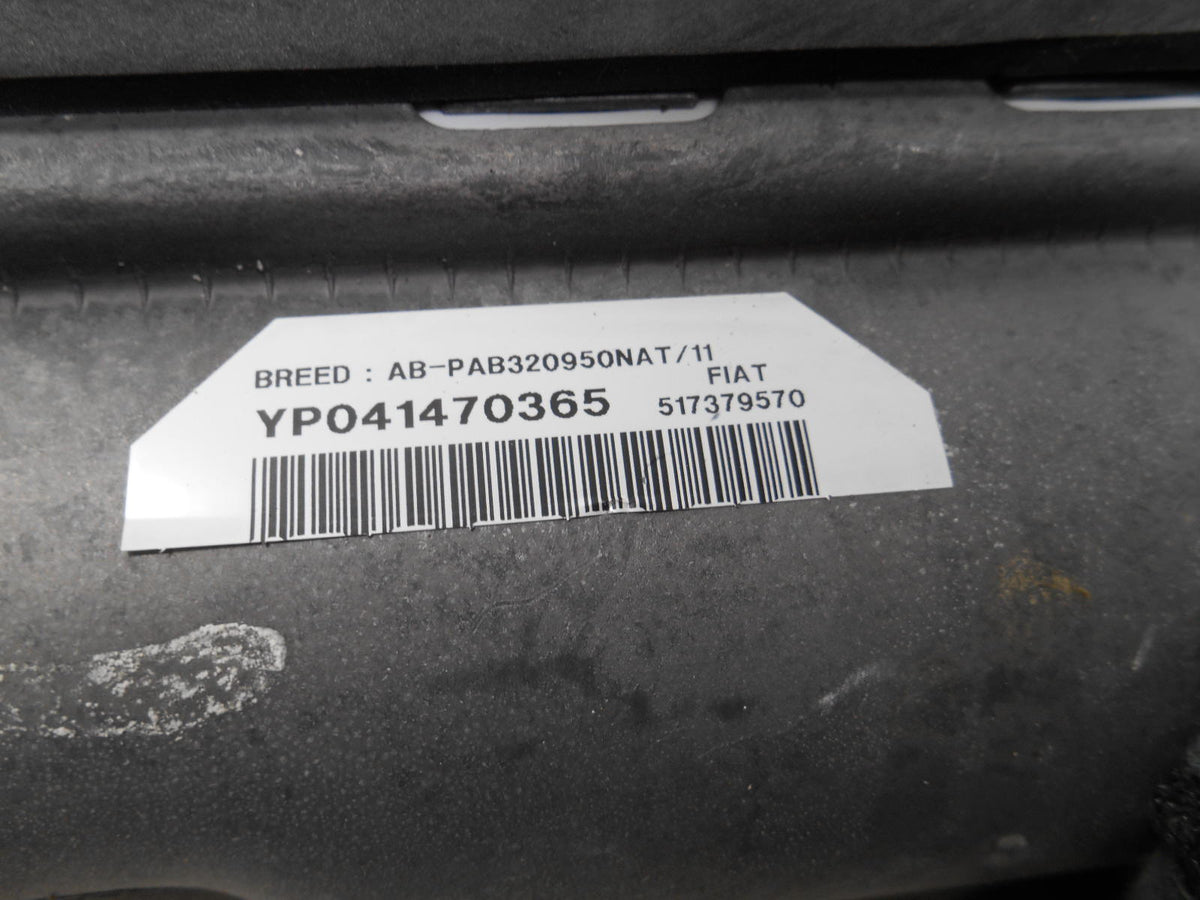 BREED : AB-PAB320950NAT/11
FIAT
YP041470365 517379570